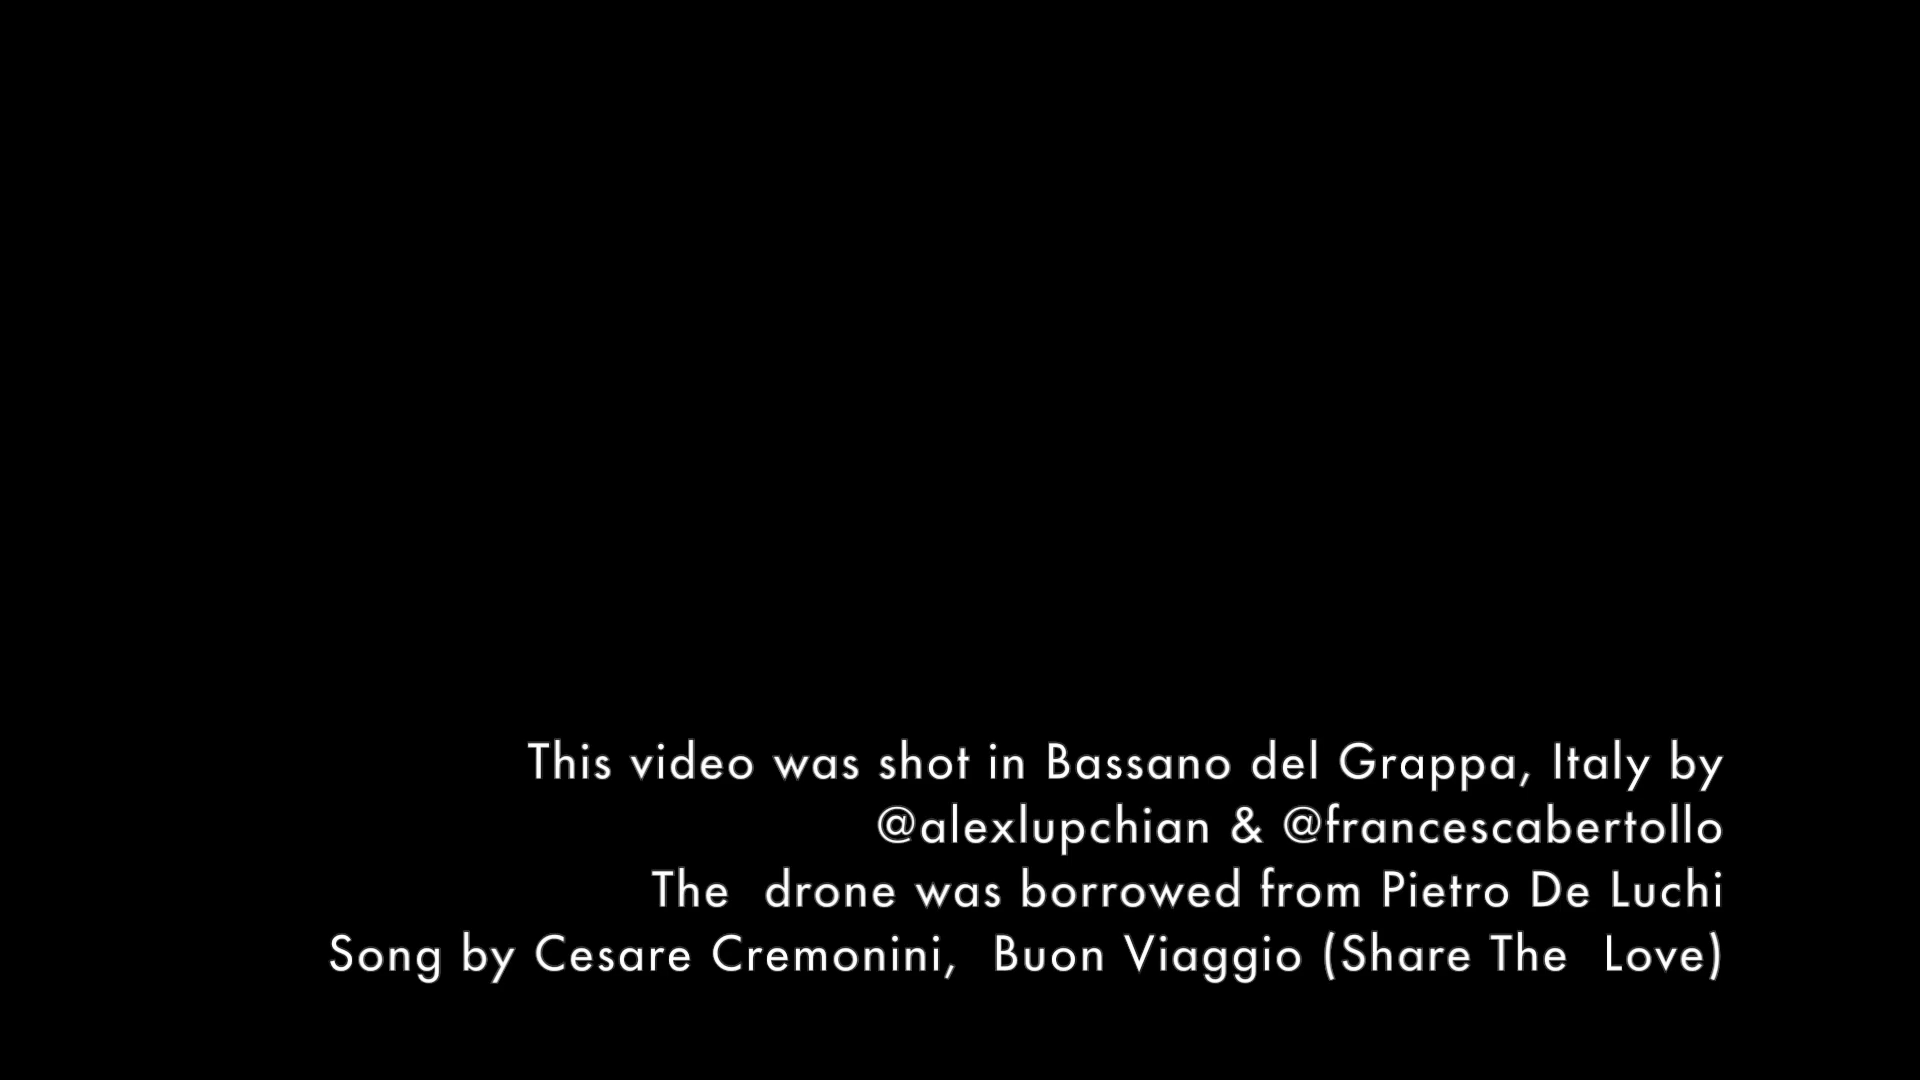 This video was shot in Bassano del Grappa, Italy by
@alexlupchian & @francescabertollo
The  drone was borrowed from Pietro De Luchi
Song by Cesare Cremonini,  Buon Viaggio (Share The  Love)